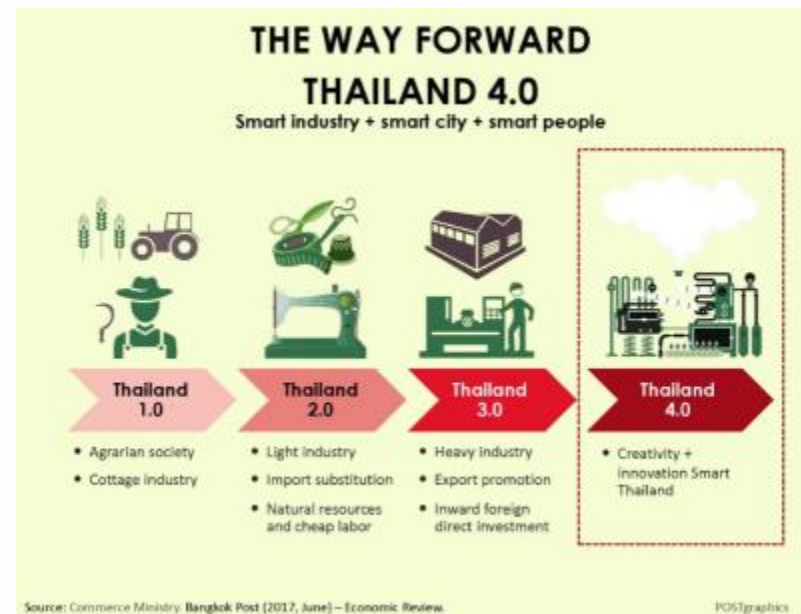 THE WAY FORWARD
THAILAND 4.0
Smart industry + smart city + smart people
Thailand
1.0
Thailand
2.0
Thailand
3.0
Thailand
4.0
• Agrarian society
• Cottage industry
• Light industry
• Import substitution
• Natural resources
and cheap labor
• Heavy industry
• Export promotion
• Inward foreign
direct investment
• Creativity +
innovation Smart
Thailand
Source: Commerce Ministry. Bangkok Post (2017, June) – Economic Review.
POSTgraphics